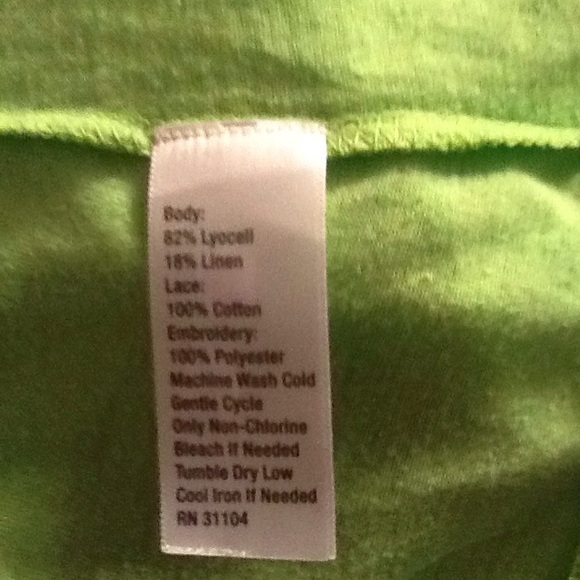 Body:
82% Lyocell
18% Linen
Lace:
100% Cotton
Embroidery:
100% Polyester
Machine Wash Cold
Gentle Cycle
Only Non-Chlorine
Bleach If Needed
Tumble Dry Low
Cool Iron If Needed
RN 31104